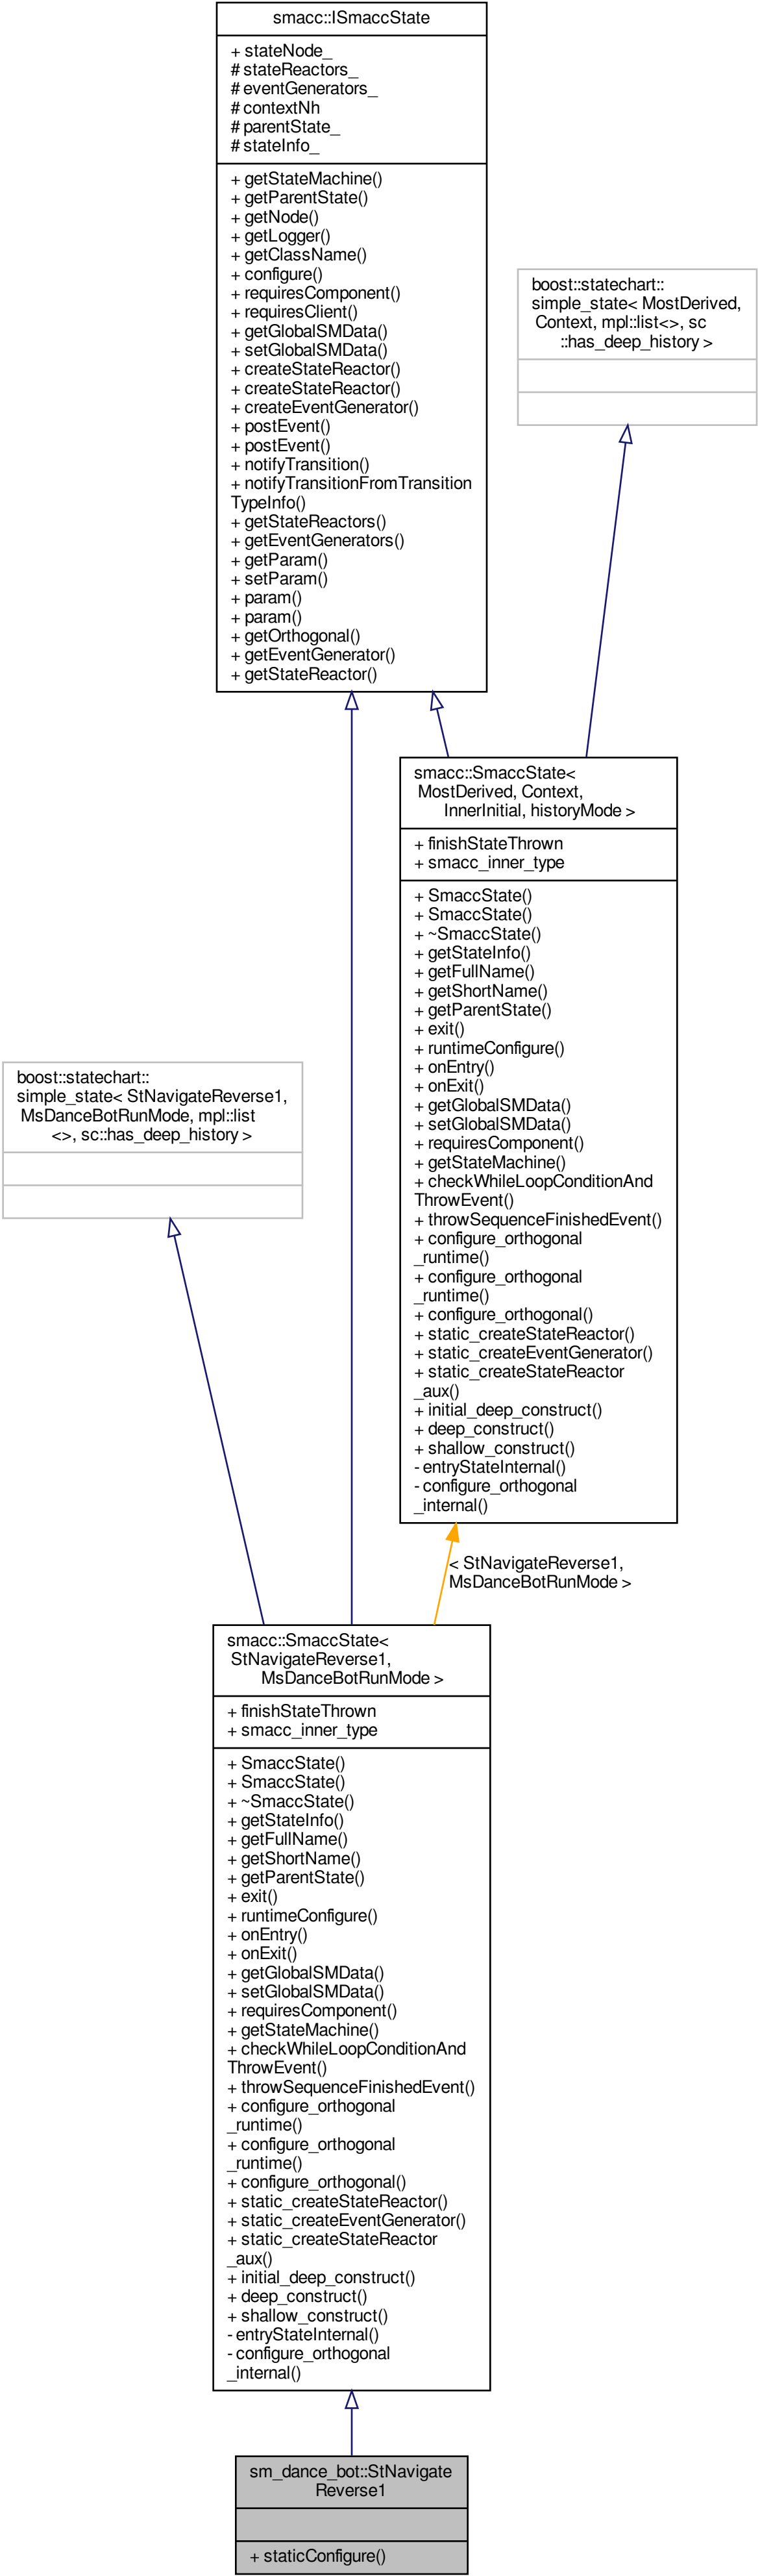 smacc::ISmaccState
+ stateNode_
# stateReactors_
# eventGenerators_
# contextNh
# parentState_
# stateInfo_
+ getStateMachine()
+ getParentState()
+ getNode()
+ getLogger()
+ getClassName()
+ configure()
+ requiresComponent()
+ requiresClient()
+ getGlobalSMData()
+ setGlobalSMData()
+ createStateReactor()
+ createStateReactor()
+ createEventGenerator()
+ postEvent()
+ postEvent()
+ notifyTransition()
+ notifyTransitionFromTransition
TypeInfo()
+ getStateReactors()
+ getEventGenerators()
+ getParam()
+ setParam()
+ param()
+ param()
+ getOrthogonal()
+ getEventGenerator()
+ getStateReactor()
boost::statechart::
simple_state< MostDerived,
Context, mpl::list<>, sc
::has_deep_history >
smacc::SmaccState<
MostDerived, Context,
InnerInitial, historyMode >
+ finishStateThrown
+ smacc_inner_type
+ SmaccState()
+ SmaccState()
+ ~SmaccState()
+ getStateInfo()
+ getFullName()
+ getShortName()
+ getParentState()
+ exit()
+ runtimeConfigure()
+ onEntry()
+ onExit()
+ getGlobalSMData()
+ setGlobalSMData()
+ requiresComponent()
+ getStateMachine()
+ checkWhileLoopConditionAnd
ThrowEvent()
+ throwSequenceFinishedEvent()
+ configure_orthogonal
_runtime()
+ configure_orthogonal
_runtime()
+ configure_orthogonal()
+ static_createStateReactor()
+ static_createEventGenerator()
+ static_createStateReactor
_aux()
+ initial_deep_construct()
+ deep_construct()
+ shallow_construct()
- entryStateInternal()
- configure_orthogonal
_internal()
boost::statechart::
simple_state< StNavigateReverse1,
MsDanceBotRunMode, mpl::list
<>, sc::has_deep_history >
< StNavigateReverse1,
MsDanceBotRunMode >
smacc::SmaccState<
StNavigateReverse1,
MsDanceBotRunMode >
+ finishStateThrown
+ smacc_inner_type
+ SmaccState()
+ SmaccState()
+ ~SmaccState()
+ getStateInfo()
+ getFullName()
+ getShortName()
+ getParentState()
+ exit()
+ runtimeConfigure()
+ onEntry()
+ onExit()
+ getGlobalSMData()
+ setGlobalSMData()
+ requiresComponent()
+ getStateMachine()
+ checkWhileLoopConditionAnd
ThrowEvent()
+ throwSequenceFinishedEvent()
+ configure_orthogonal
_runtime()
+ configure_orthogonal
_runtime()
+ configure_orthogonal()
+ static_createStateReactor()
+ static_createEventGenerator()
+ static_createStateReactor
_aux()
+ initial_deep_construct()
+ deep_construct()
+ shallow_construct()
- entryStateInternal()
- configure_orthogonal
_internal()
sm_dance_bot::StNavigate
Reverse1
+ staticConfigure()